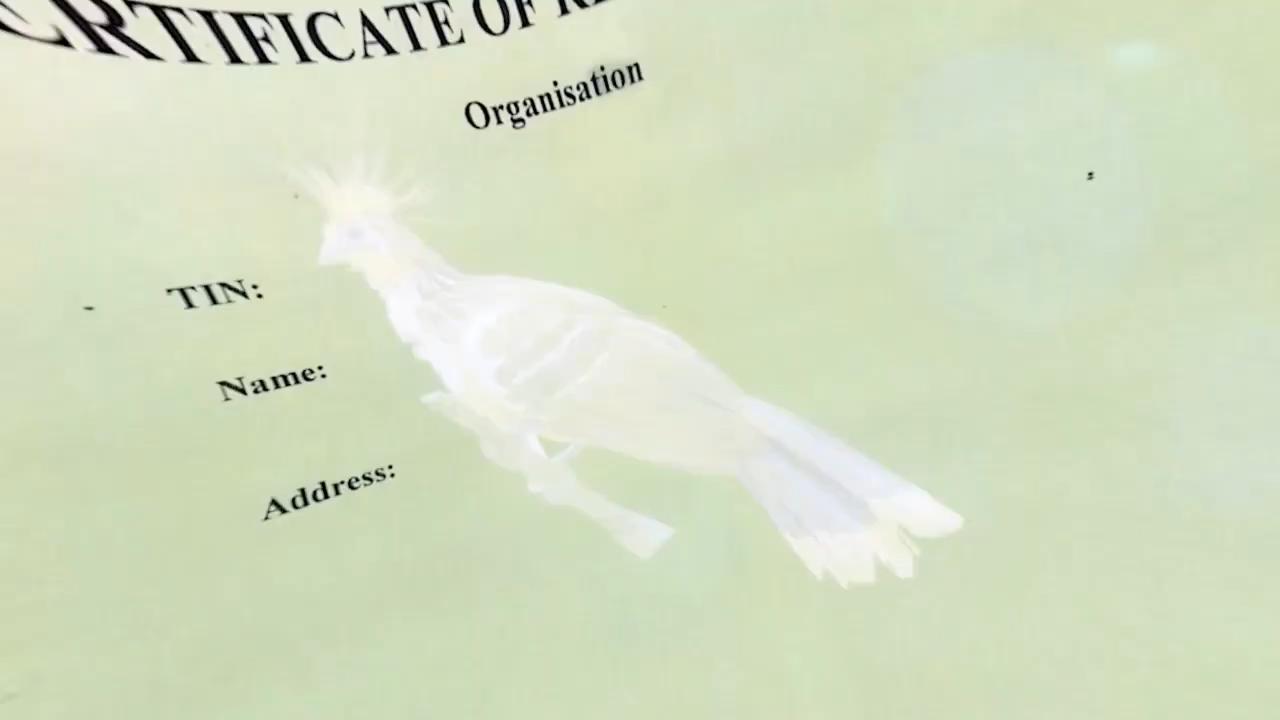 CERTIFICATE OF
Organisation
TIN:
Name:
Address: